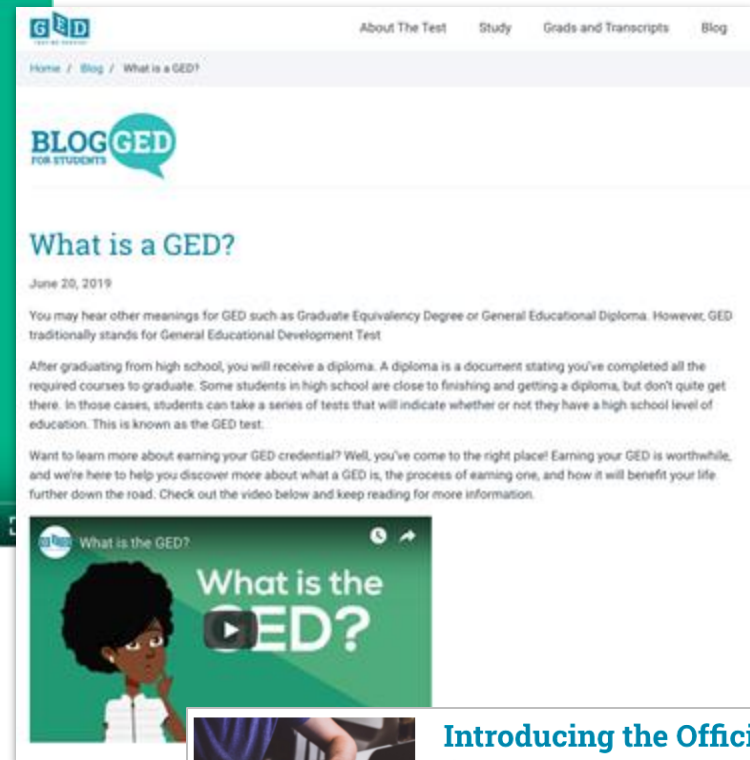 GED
About The Test Study Grads and Transcripts Blog
Home / Blog / What is a GED?
BLOGGED
FOR STUDENTS
What is a GED?
June 20, 2019
You may hear other meanings for GED such as Graduate Equivalency Degree or General Educational Diploma. However, GED
traditionally stands for General Educational Development Test
After graduating from high school, you will receive a diploma. A diploma is a document stating you've completed all the
required courses to graduate. Some students in high school are close to finishing and getting a diploma, but don't quite get
there. In those cases, students can take a series of tests that will indicate whether or not they have a high school level of
education. This is known as the GED test.
Want to learn more about earning your GED credential? Well, you've come to the right place! Earning your GED is worthwhile,
and we're here to help you discover more about what a GED is, the process of earning one, and how it will benefit your life
further down the road. Check out the video below and keep reading for more information.
What is the GED?
What is the
GED?
Introducing the Offici